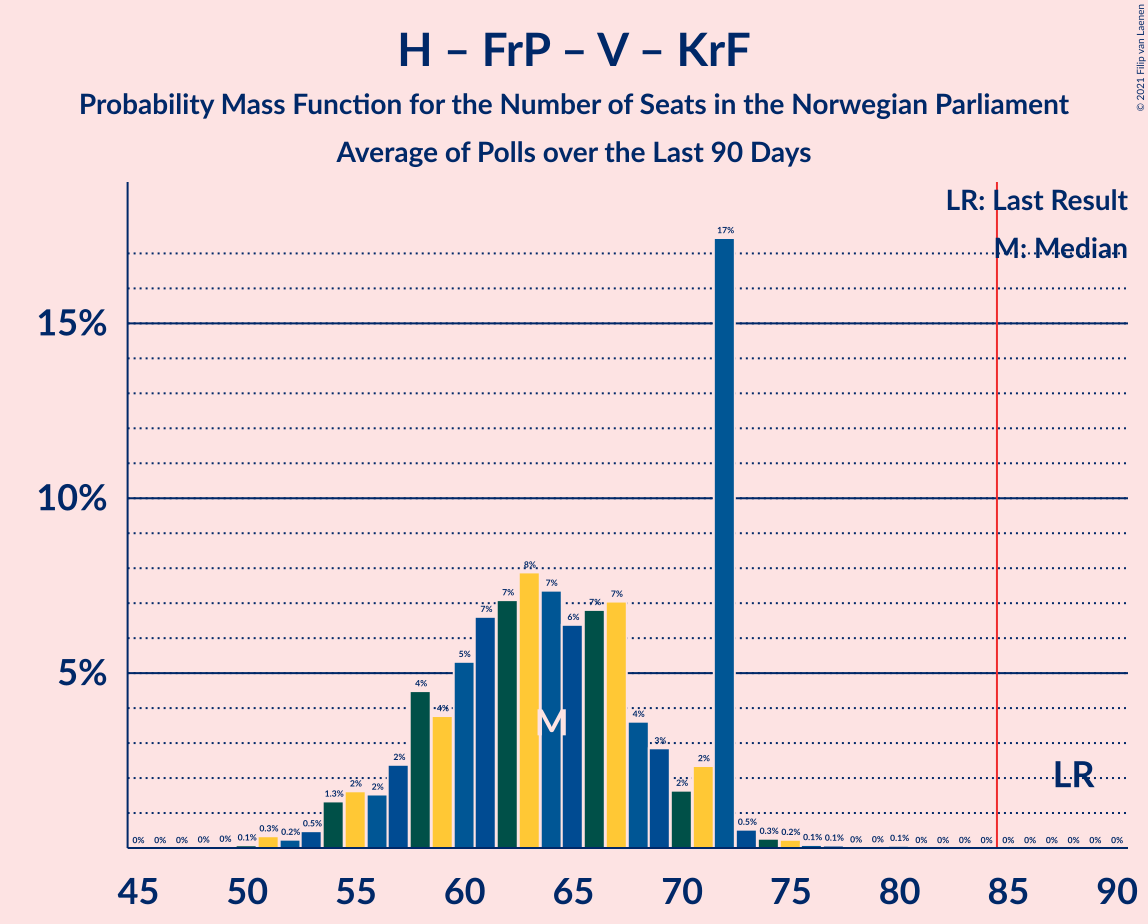 H – FrP – V – KrF
Probability Mass Function for the Number of Seats in the Norwegian Parliament
Average of Polls over the Last 90 Days
© 2021 Filip van Laenen
LR: Last Result
M: Median
15%
10%
5%
0% 0% 0% 0% 0% 0.1% 0.3% 0.2% 0.5% 1.3% 2% 2% 2% 4% 4% 5% 7% 7% 8% 7% 6% 7% 7% 4% 3% 2% 2% 17% 0.5% 0.3% 0.2% 0.1% 0.1% 0% 0% 0.1% 0% 0% 0% 0% 0% 0% 0% 0% 0% 0%
M
LR
45 50 55 60 65 70 75 80 85 90